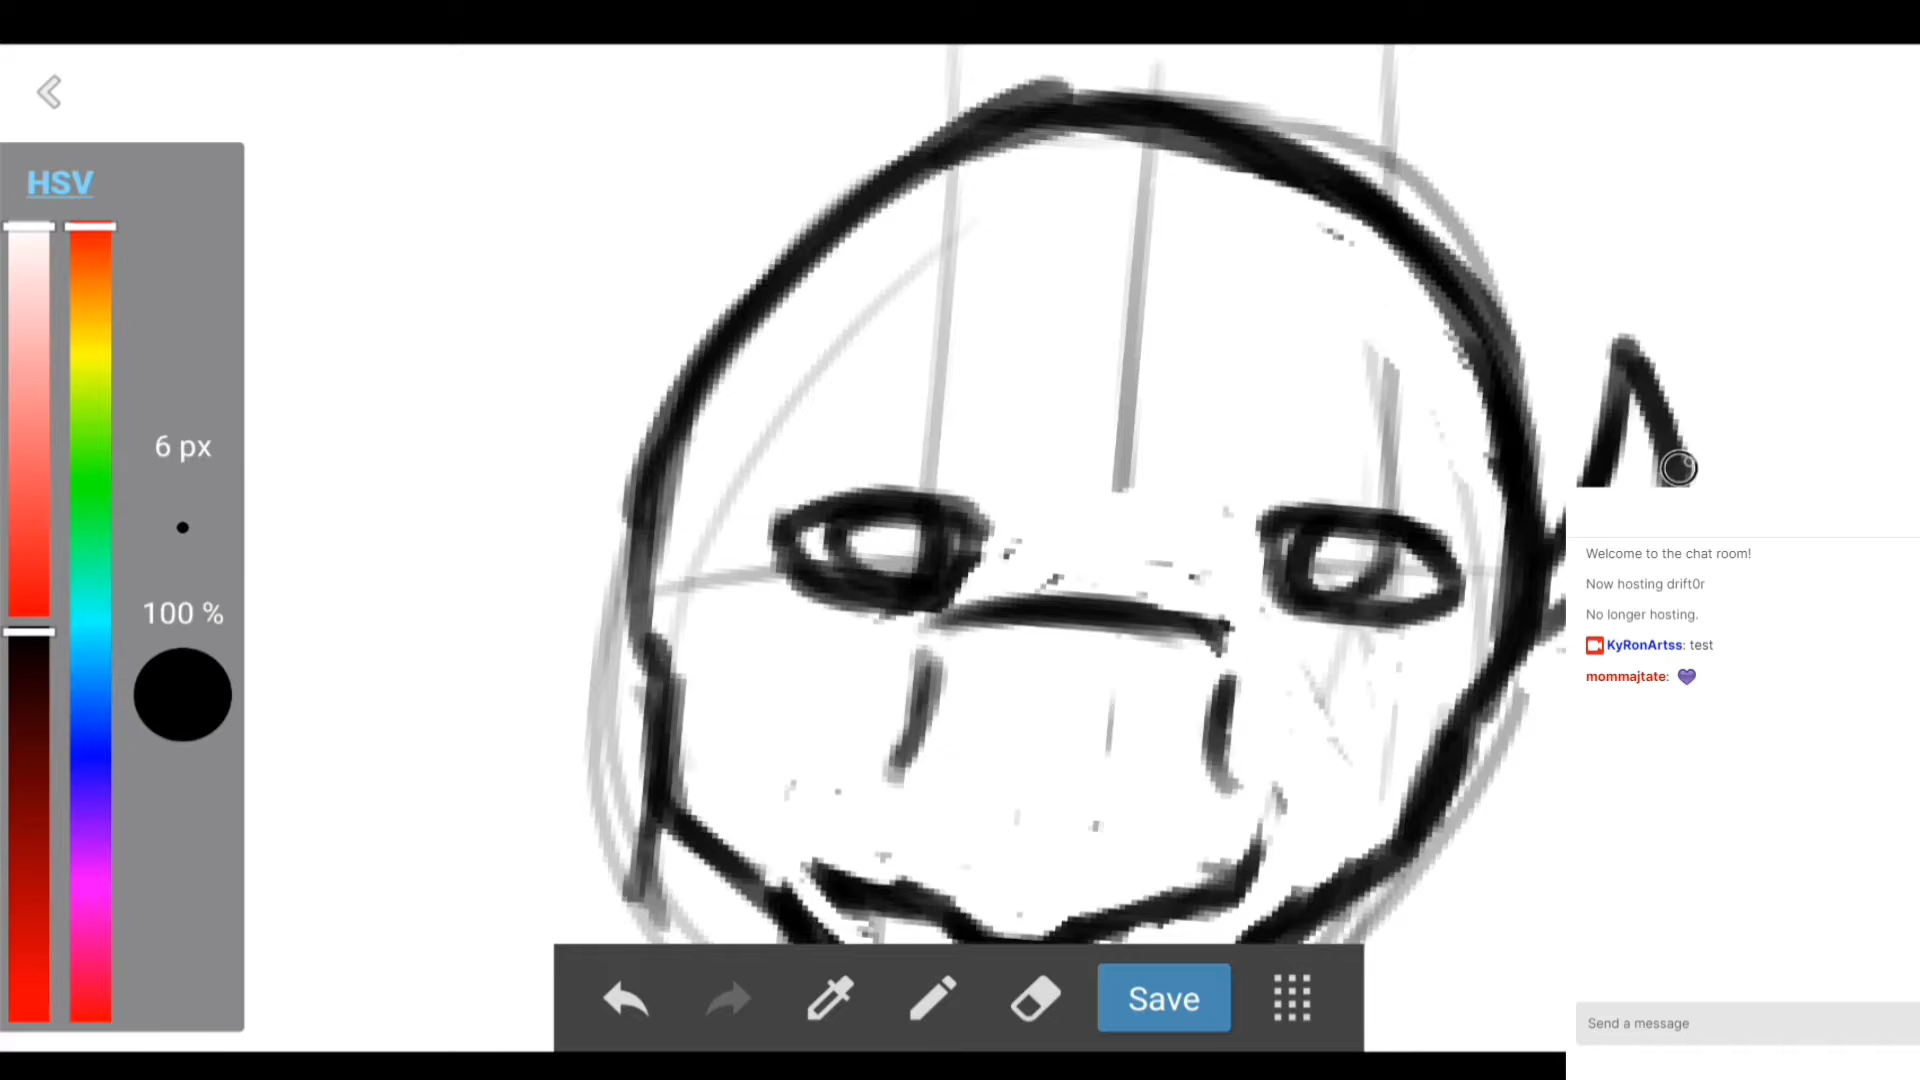 HSV
6 px
100 %
Save
Welcome to the chat room!
Now hosting drift0r
No longer hosting.
KyRonArtss: test
mommajtate: 💜
Send a message